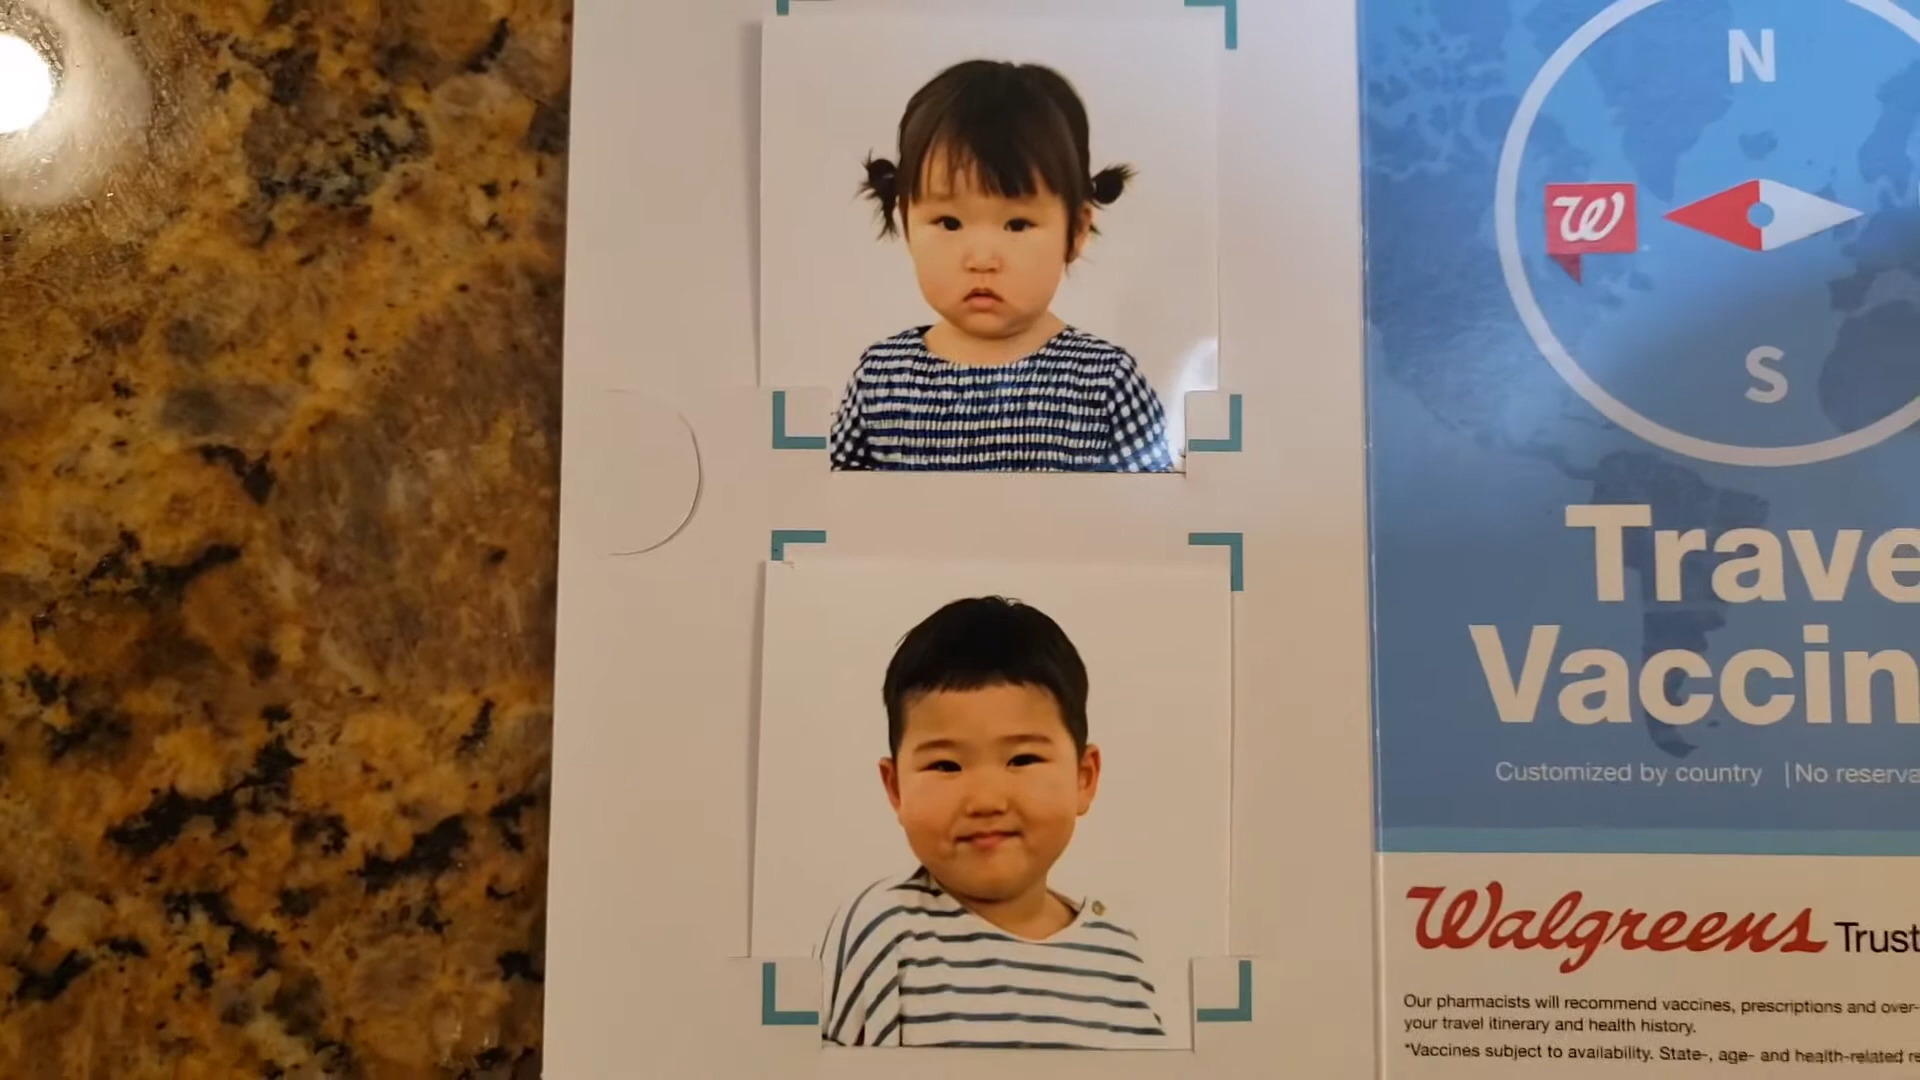 N
W
S
Trave
Vaccin
Customized by country | No reserva
Walgreens Trust
Our pharmacists will recommend vaccines, prescriptions and over-
your travel itinerary and health history.
*Vaccines subject to availability. State-, age- and health-related re